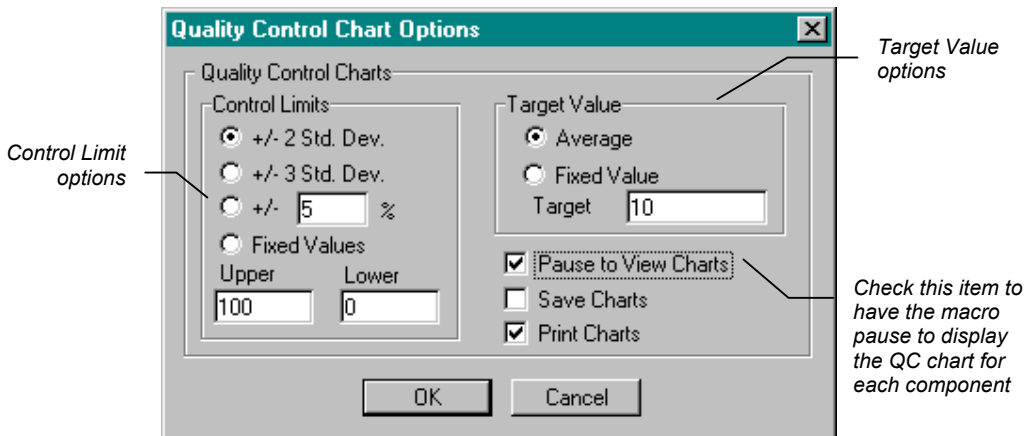 Quality Control Chart Options
Quality Control Charts
Control Limits
+/- 2 Std. Dev.
+/- 3 Std. Dev.
+/- 5 %
Fixed Values
Upper Lower
100 0
Target Value
Average
Fixed Value
Target 10
Pause to View Charts
Save Charts
Print Charts
OK Cancel
Control Limit
options
Target Value
options
Check this item to
have the macro
pause to display
the QC chart for
each component